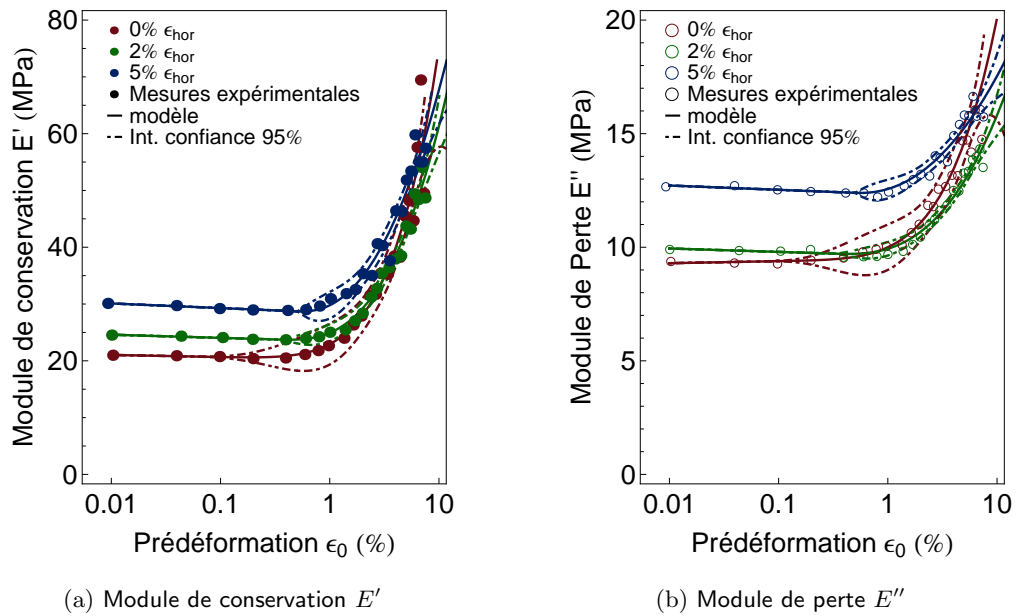 80
60
40
20
0
0.01
0.1
1
10
Module de conservation E' (MPa)
Prédéformation ϵ0 (%)
0% ϵhor
2% ϵhor
5% ϵhor
Mesures expérimentales
modèle
Int. confiance 95%
(a) Module de conservation E′
20
15
10
5
0
0.01
0.1
1
10
Module de Perte E'' (MPa)
Prédéformation ϵ0 (%)
0% ϵhor
2% ϵhor
5% ϵhor
Mesures expérimentales
modèle
Int. confiance 95%
(b) Module de perte E′′